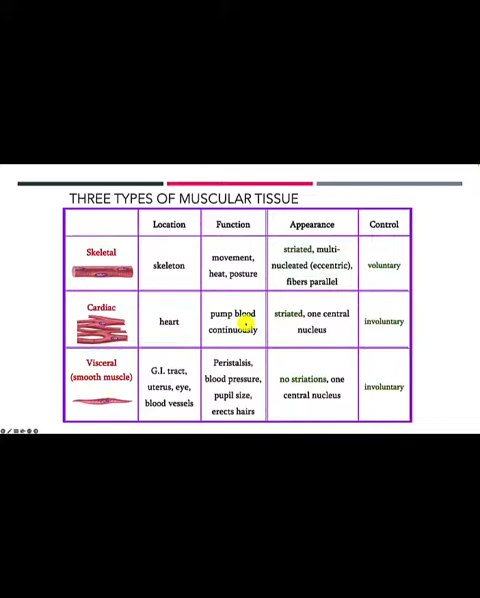 THREE TYPES OF MUSCULAR TISSUE
Location Function Appearance Control
Skeletal
skeleton
movement,
heat, posture
striated, multi-
nucleated (eccentric),
fibers parallel
voluntary
Cardiac
heart
pump blood
continuously
striated, one central
nucleus
involuntary
Visceral
(smooth muscle)
G.I. tract,
uterus, eye,
blood vessels
Peristalsis,
blood pressure,
pupil size,
erects hairs
no striations, one
central nucleus
involuntary